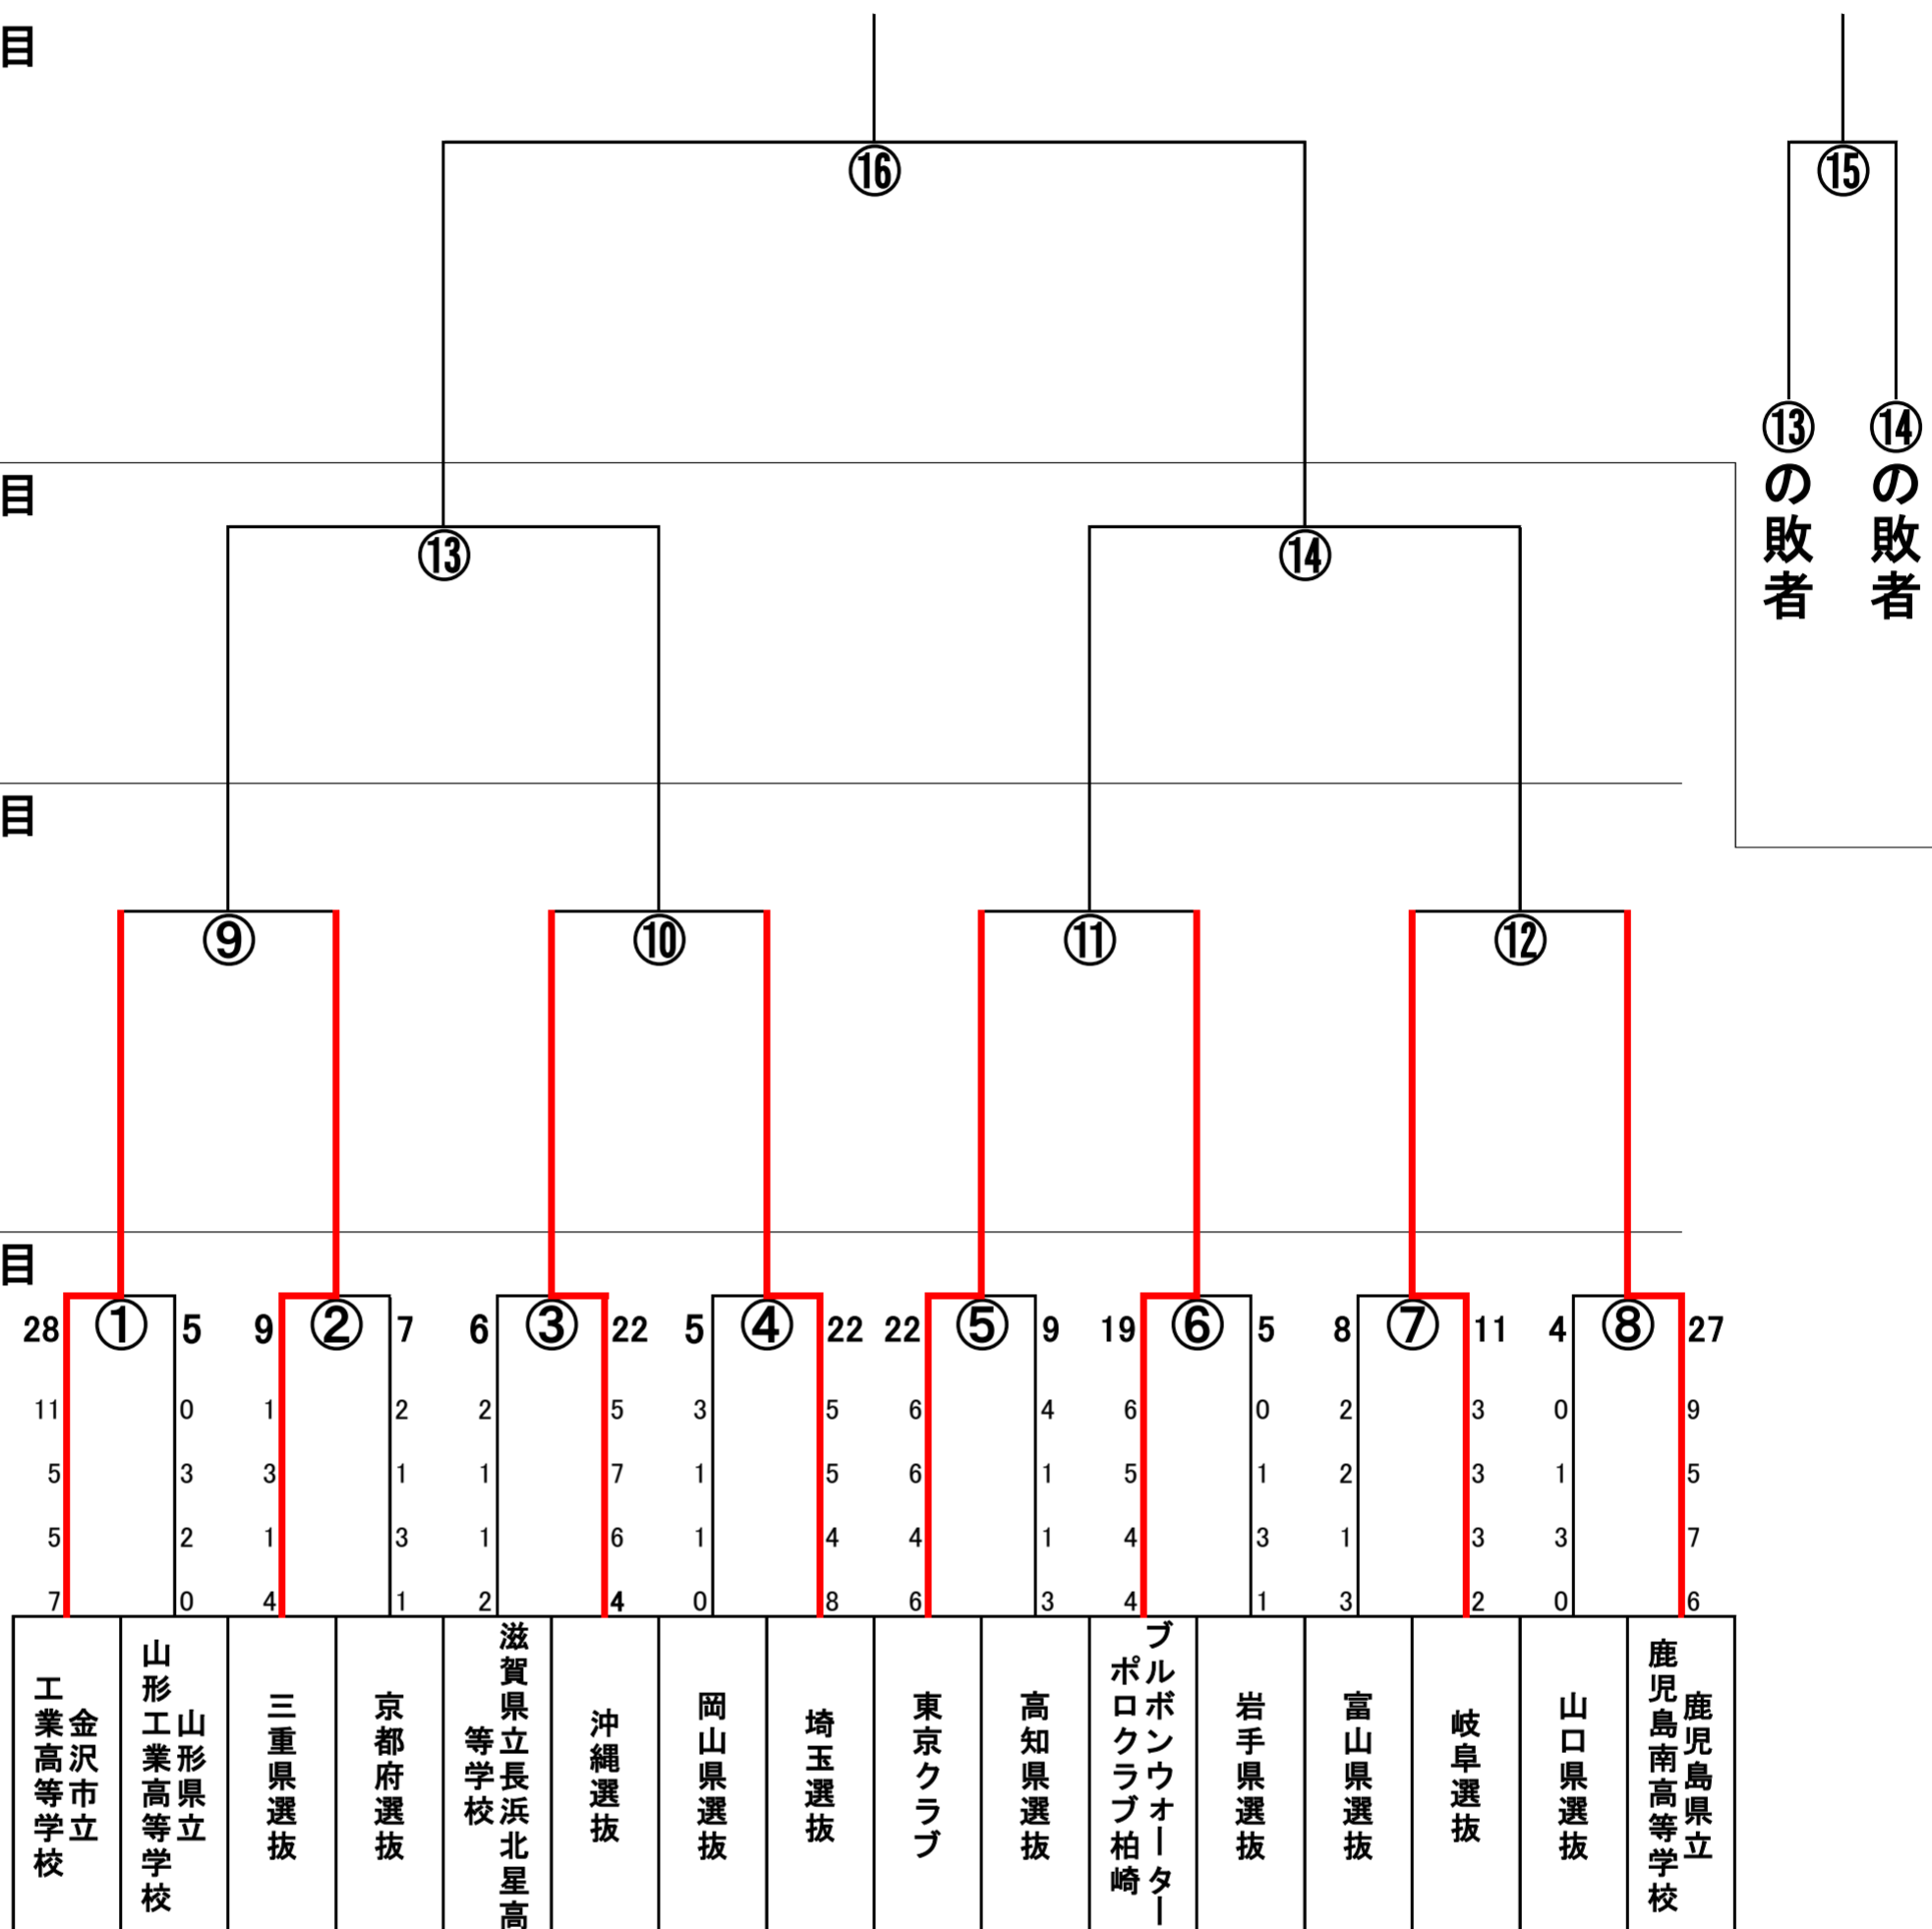 目
⑯
⑮
⑬の敗者
⑭の敗者
目
⑬
⑭
目
⑨
⑩
⑪
⑫
目
28 ① 5 9 ② 7 6 ③ 22 5 ④ 22 22 ⑤ 9 19 ⑥ 5 8 ⑦ 11 4 ⑧ 27
11 0 1 2 2 5 3 5 6 4 6 0 2 3 0 9
5 3 3 1 1 7 1 5 6 1 5 1 2 3 1 5
5 2 1 3 1 6 1 4 4 1 4 3 1 3 3 7
7 0 4 1 2 4 0 8 6 3 4 1 3 2 0 6
金沢市立
工業高等学校
山形県立
山形工業高等学校
三重県選抜
京都府選抜
滋賀県立長浜北星高
等学校
沖縄選抜
岡山県選抜
埼玉選抜
東京クラブ
高知県選抜
ブルボンウォーター
ポロクラブ柏崎
岩手県選抜
富山県選抜
岐阜選抜
山口県選抜
鹿児島県立
鹿児島南高等学校